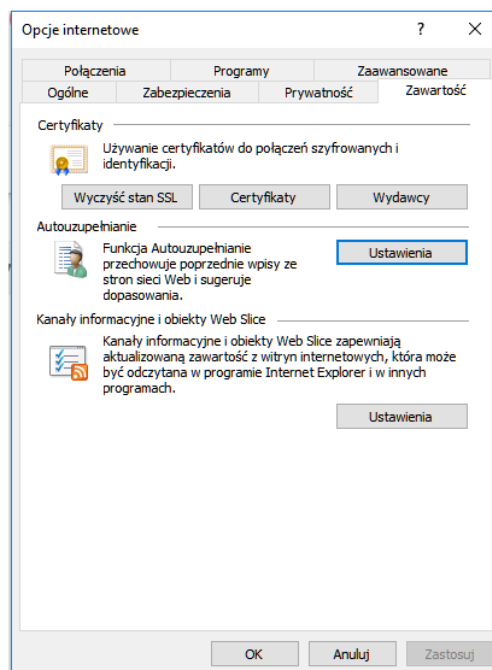 Opcje internetowe
?
Połączenia Programy Zaawansowane
Ogólne Zabezpieczenia Prywatność Zawartość
Certyfikaty
Używanie certyfikatów do połączeń szyfrowanych i
identyfikacji.
Wyczyść stan SSL Certyfikaty Wydawcy
Autouzupełnianie
Funkcja Autouzupełnianie
przechowuje poprzednie wpisy ze
stron sieci Web i sugeruje
dopasowania.
Ustawienia
Kanały informacyjne i obiekty Web Slice
Kanały informacyjne i obiekty Web Slice zapewniają
aktualizowaną zawartość z witryn internetowych, która może
być odczytana w programie Internet Explorer i w innych
programach.
Ustawienia
OK Anuluj Zastosuj